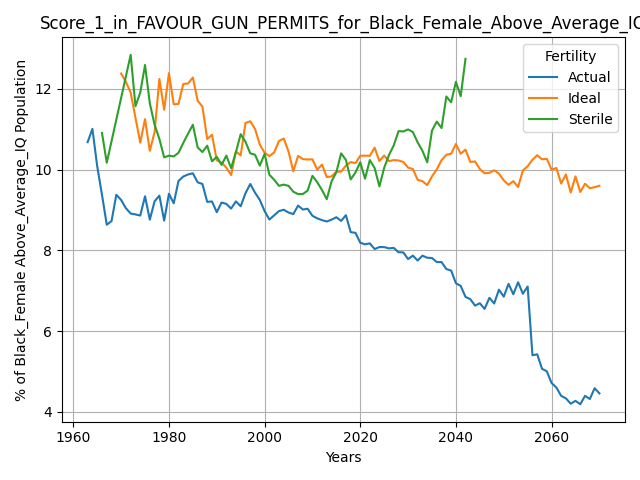 Score_1_in_FAVOUR_GUN_PERMITS_for_Black_Female_Above_Average_IQ
% of Black_Female Above_Average_IQ Population
12
10
8
6
4
Fertility
Actual
Ideal
Sterile
1960 1980 2000 2020 2040 2060
Years